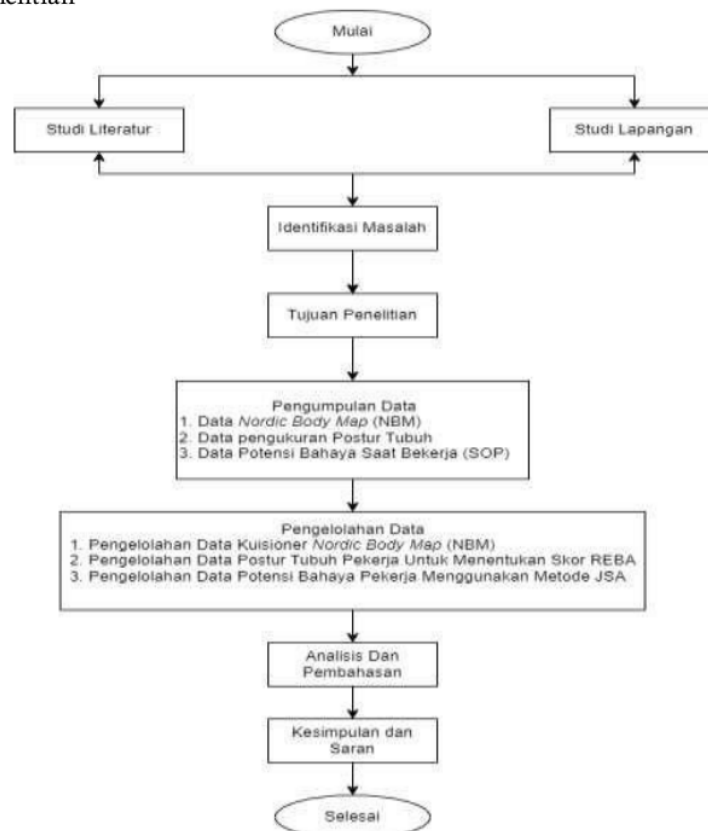 Mulai
Studi Literatur
Studi Lapangan
Identifikasi Masalah
Tujuan Penelitian
Pengumpulan Data
1. Data Nordic Body Map (NBM)
2. Data pengukuran Postur Tubuh
3. Data Potensi Bahaya Saat Bekerja (SOP)
Pengelolahan Data
1. Pengelolahan Data Kuisioner Nordic Body Map (NBM)
2. Pengelolahan Data Postur Tubuh Pekerja Untuk Menentukan Skor REBA
3. Pengelolahan Data Potensi Bahaya Pekerja Menggunakan Metode JSA
Analisis Dan
Pembahasan
Kesimpulan dan
Saran
Selesai